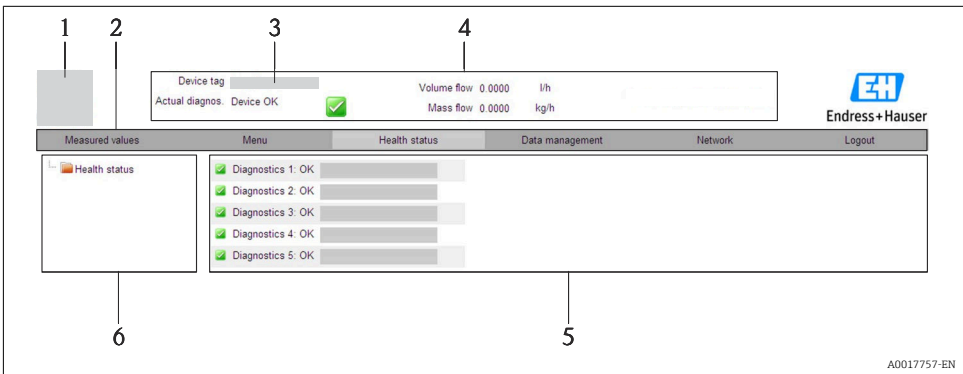 1 2 3 4
Device tag
Volume flow 0.0000 l/h
Actual diagnos. Device OK
Mass flow 0.0000 kg/h
EH
Endress+Hauser
Measured values Menu Health status Data management Network Logout
Health status
Diagnostics 1: OK
Diagnostics 2: OK
Diagnostics 3: OK
Diagnostics 4: OK
Diagnostics 5: OK
6 5
A0017757-EN